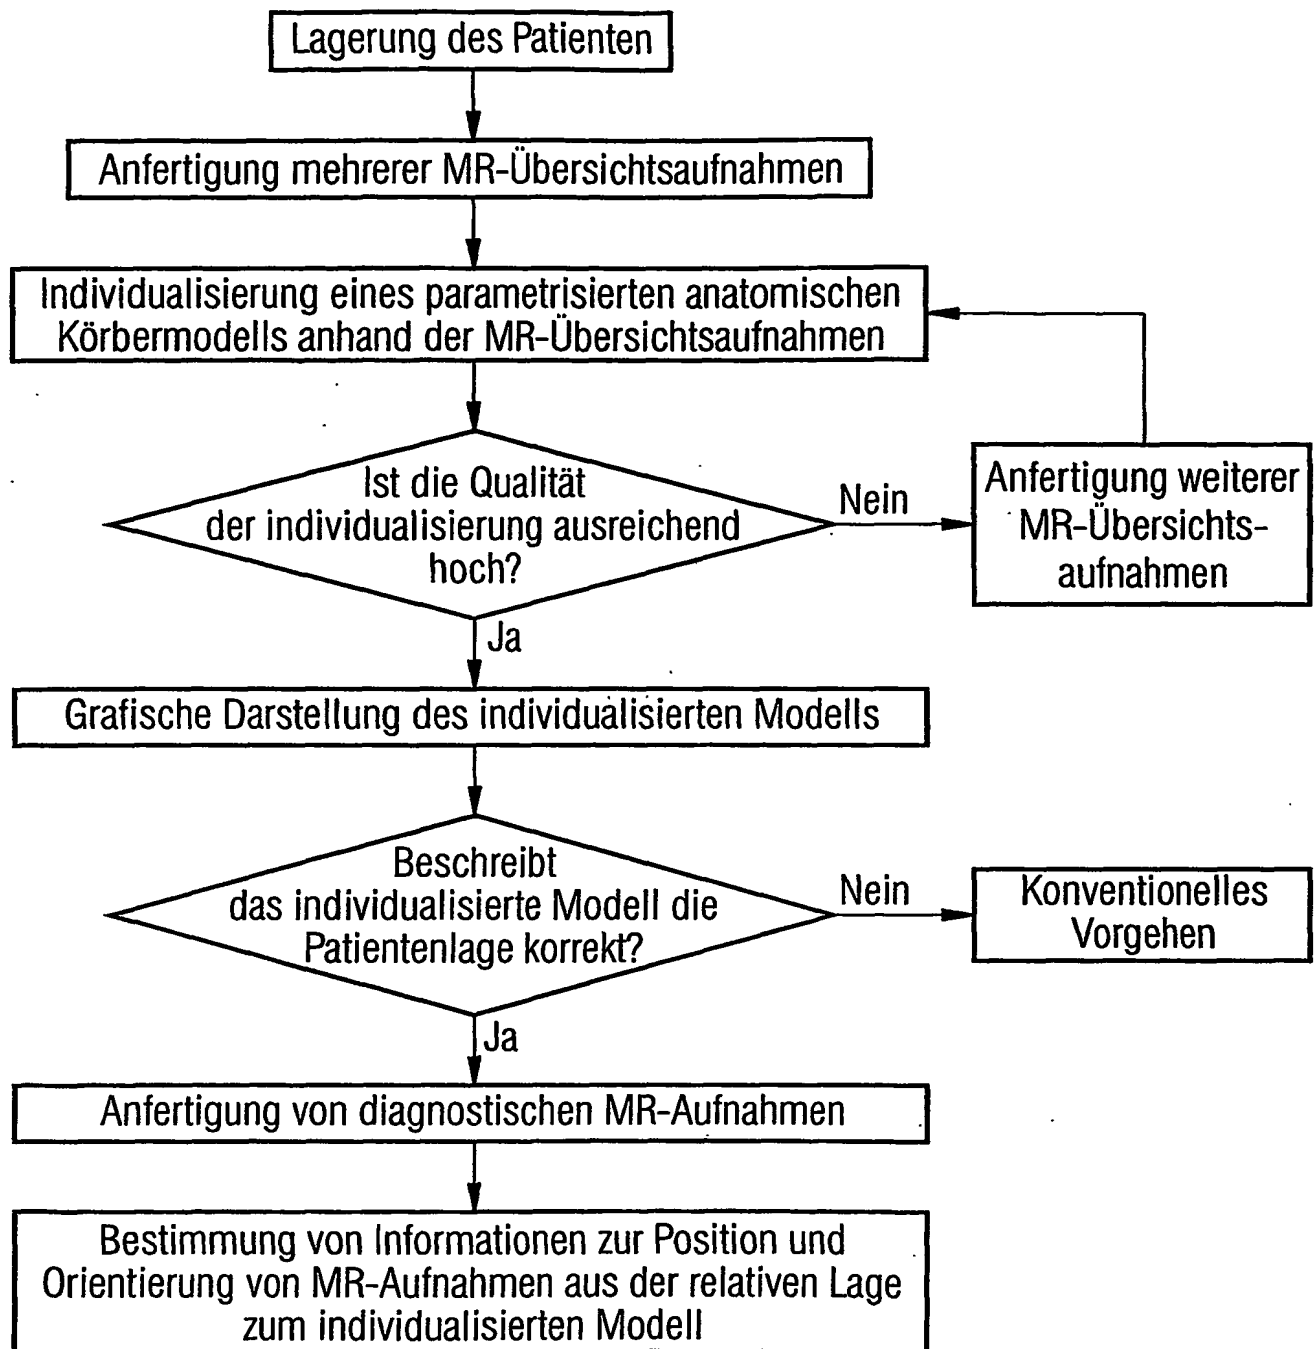 Lagerung des Patienten
Anfertigung mehrerer MR-Übersichtsaufnahmen
Individualisierung eines parametrisierten anatomischen
Körbermodells anhand der MR-Übersichtsaufnahmen
Ist die Qualität
der individualisierung ausreichend
hoch?
Nein
Anfertigung weiterer
MR-Übersichts-
aufnahmen
Ja
Grafische Darstellung des individualisierten Modells
Beschreibt
das individualisierte Modell die
Patientenlage korrekt?
Nein
Konventionelles
Vorgehen
Ja
Anfertigung von diagnostischen MR-Aufnahmen
Bestimmung von Informationen zur Position und
Orientierung von MR-Aufnahmen aus der relativen Lage
zum individualisierten Modell